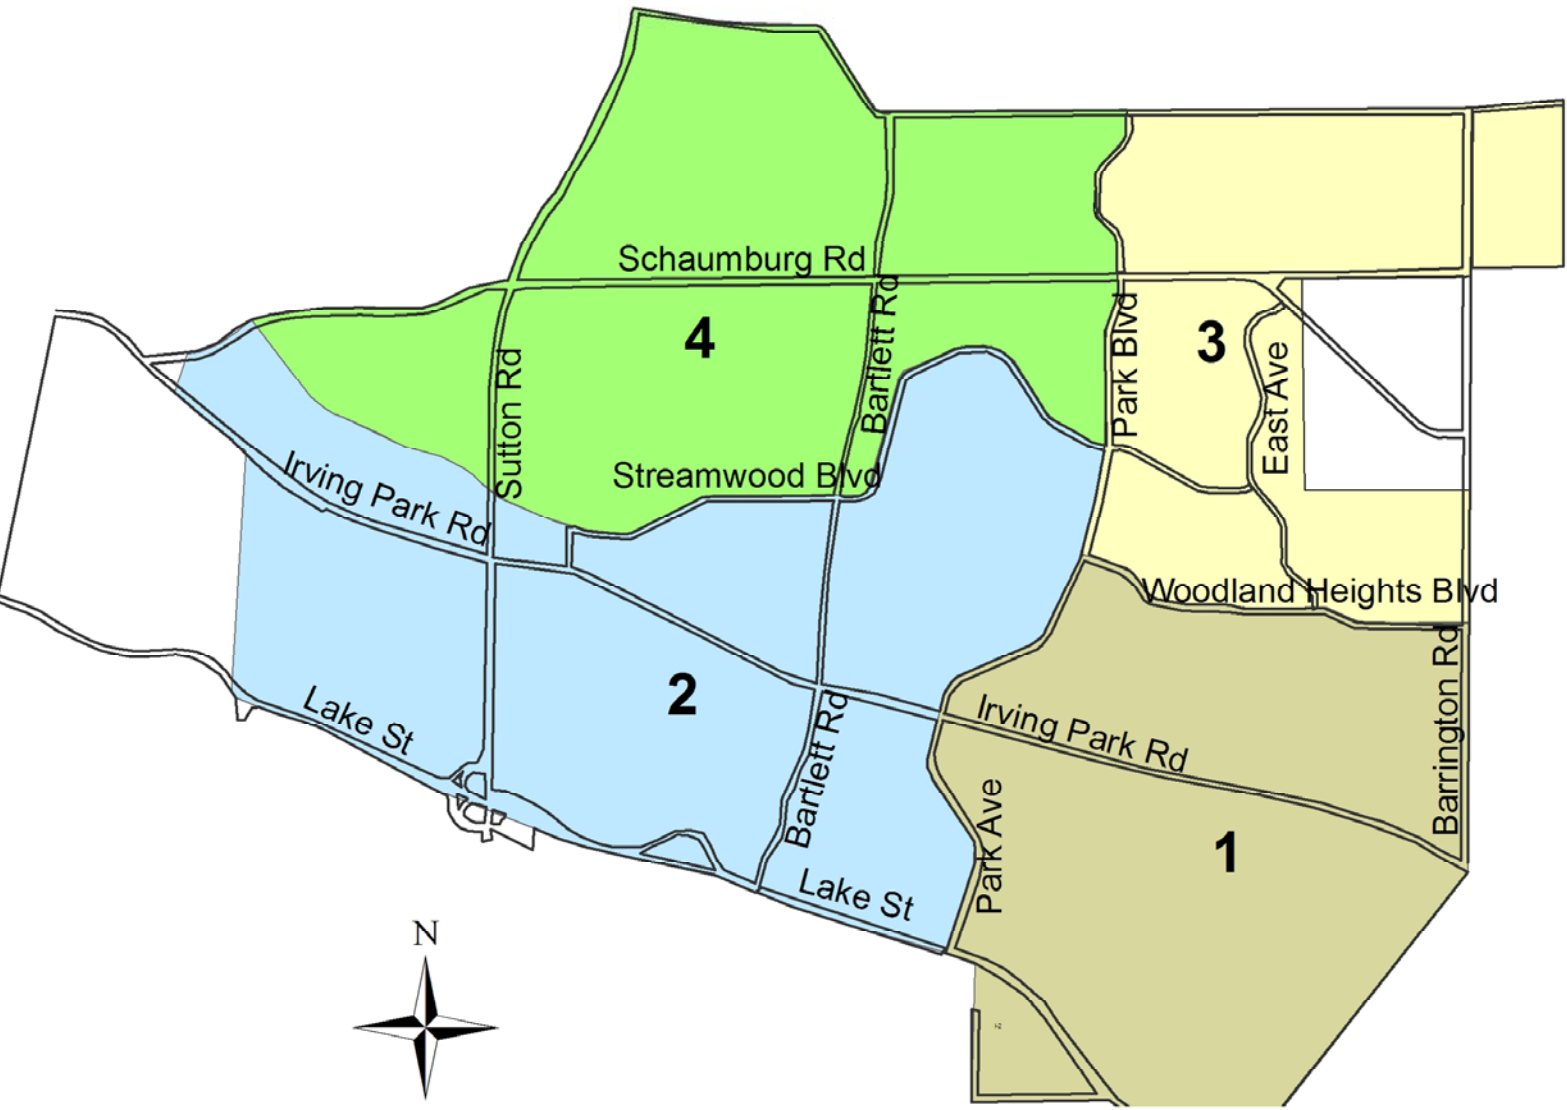 Schaumburg Rd
4
3
Bartlett Rd
Park Blvd
East Ave
Sutton Rd
Streamwood Blvd
Irving Park Rd
Woodland Heights Blvd
2
Lake St
Bartlett Rd
Irving Park Rd
Barrington Rd
Park Ave
1
Lake St
N